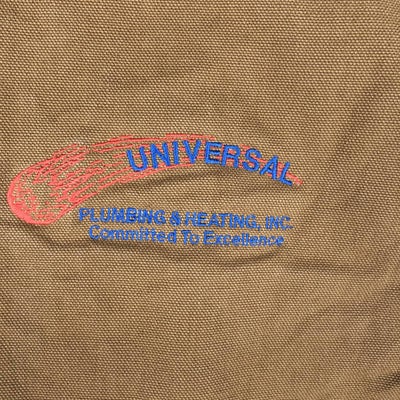 UNIVERSAL
PLUMBING & HEATING, INC.
Committed To Excellence